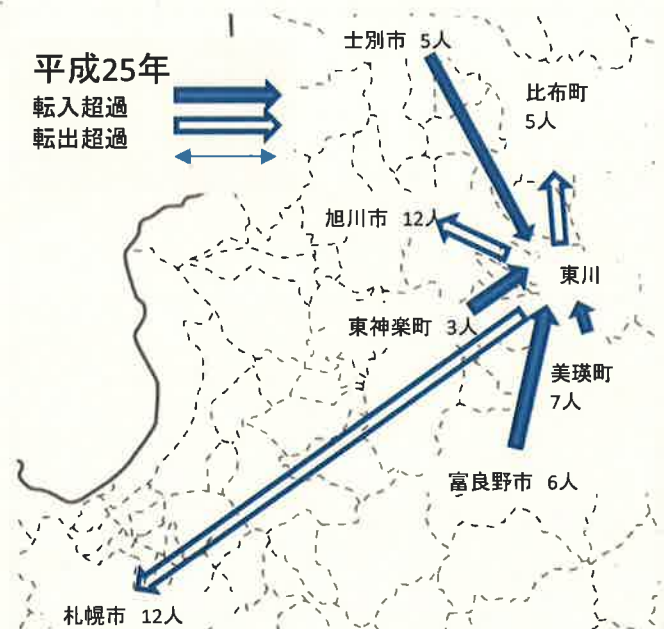 平成25年
転入超過
転出超過
士別市 5人
比布町
5人
旭川市 12人
東川
東神楽町 3人
美瑛町
7人
富良野市 6人
札幌市 12人